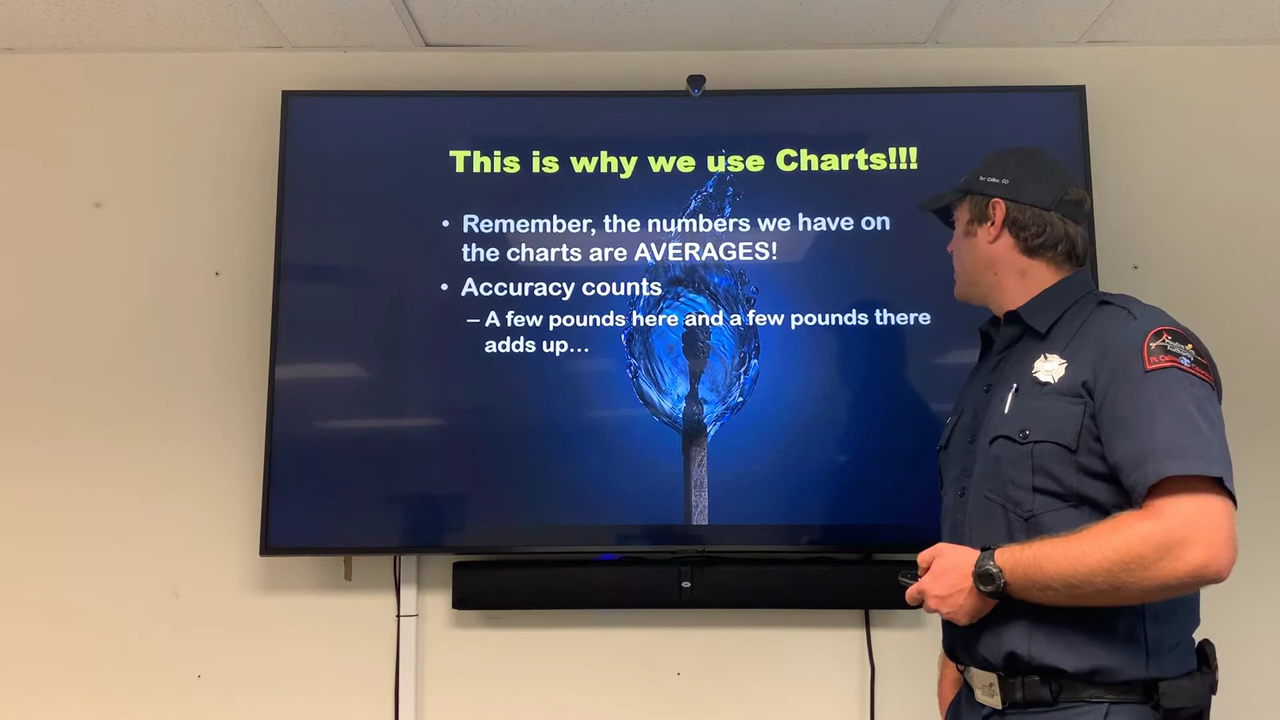 This is why we use Charts!!!
• Remember, the numbers we have on
the charts are AVERAGES!
• Accuracy counts
– A few pounds here and a few pounds there
adds up...